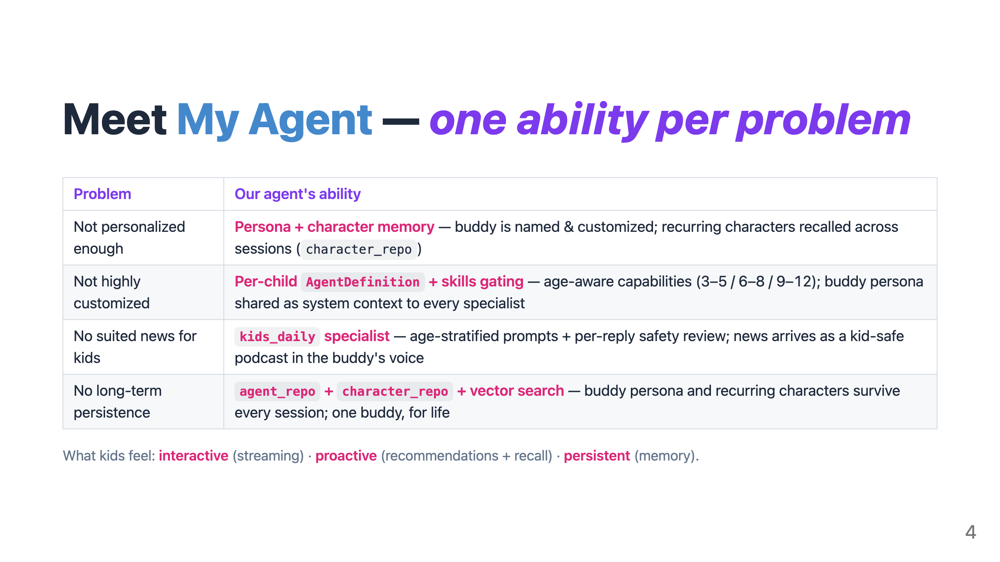 Meet My Agent — one ability per problem
Problem
Our agent's ability
Not personalized
enough
Persona + character memory — buddy is named & customized; recurring characters recalled across
sessions (character_repo)
Not highly
customized
Per-child AgentDefinition + skills gating — age-aware capabilities (3–5 / 6–8 / 9–12); buddy persona
shared as system context to every specialist
No suited news for
kids
kids_daily specialist — age-stratified prompts + per-reply safety review; news arrives as a kid-safe
podcast in the buddy's voice
No long-term
persistence
agent_repo + character_repo + vector search — buddy persona and recurring characters survive
every session; one buddy, for life
What kids feel: interactive (streaming) · proactive (recommendations + recall) · persistent (memory).
4